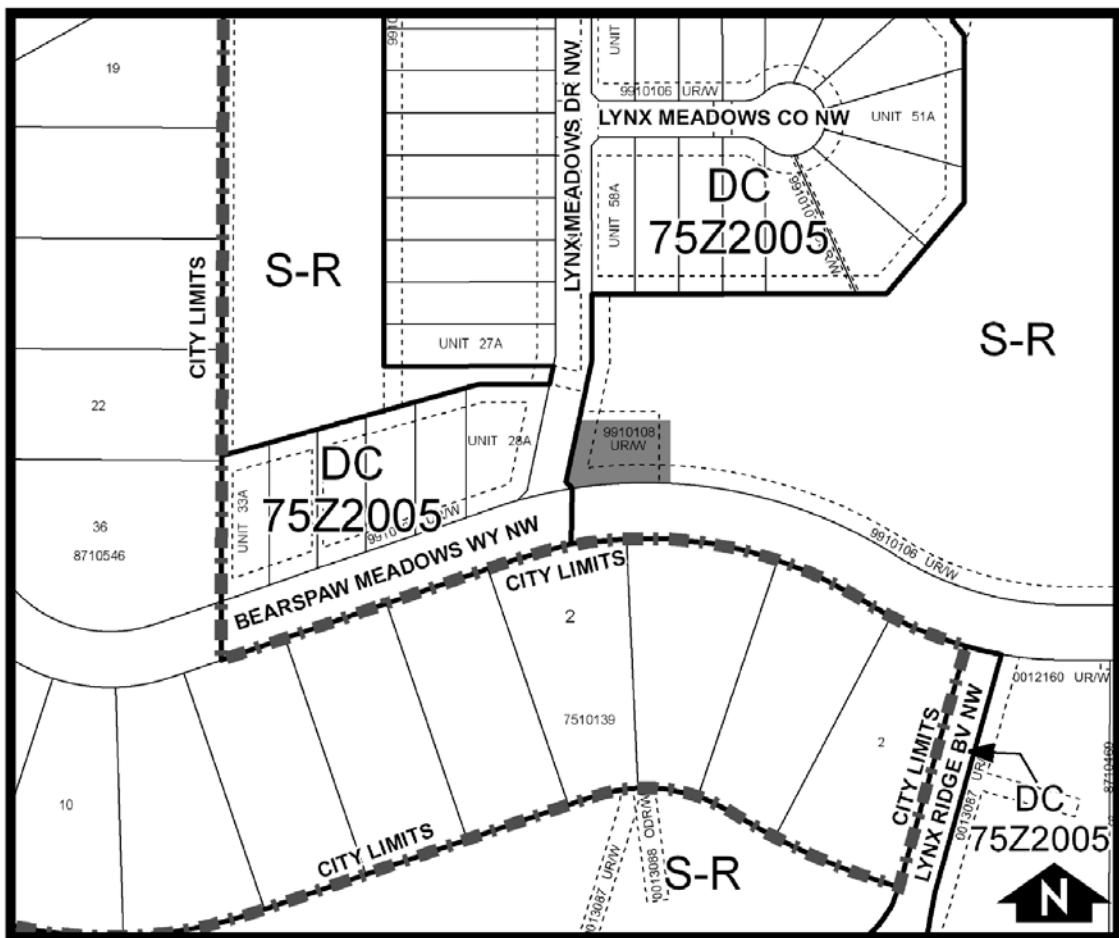 19
9910106 UR/W
UNIT
LYNX MEADOWS CO NW
UNIT 51A
LYNX MEADOWS DR NW
DC
75Z2005
UNIT 58A
CITY LIMITS
S-R
S-R
UNIT 27A
22
9910108
UR/W
UNIT 28A
DC
75Z2005
UNIT 33A
36
8710546
BEARSPAW MEADOWS WY NW
CITY LIMITS
9910106 UR/W
2
7510139
2
0012160 UR/W
CITY LIMITS
LYNX RIDGE BV NW
0013087 UR/
8710469
DC
75Z2005
10
CITY LIMITS
0013088 ODR/W
UR/W
S-R
N